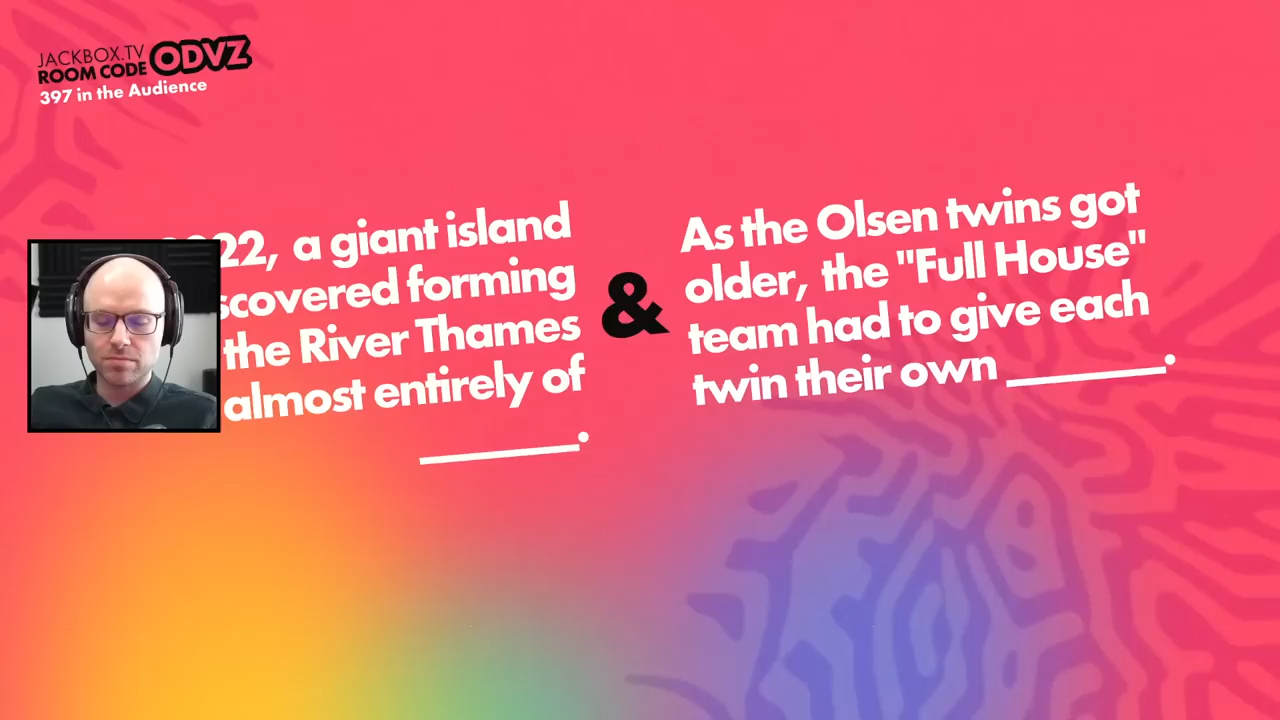 JACKBOX.TV
ROOM CODE ODVZ
397 in the Audience
22, a giant island
scovered forming
the River Thames
almost entirely of
_______.
&
As the Olsen twins got
older, the "Full House"
team had to give each
twin their own _______.